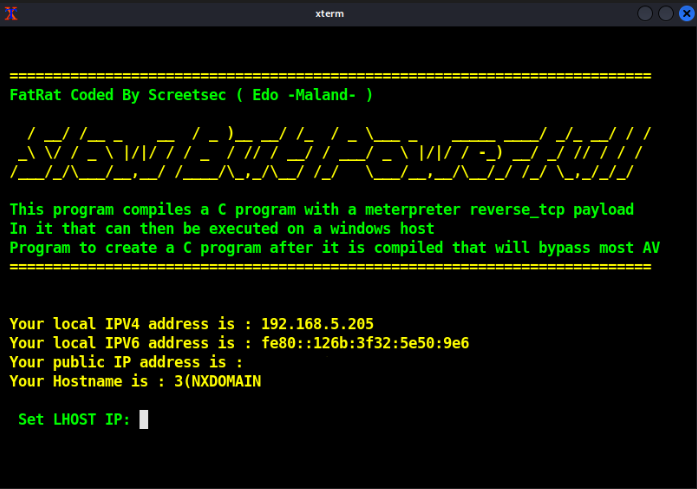 xterm
FatRat Coded By Screetsec ( Edo -Maland- )
This program compiles a C program with a meterpreter reverse_tcp payload
In it that can then be executed on a windows host
Program to create a C program after it is compiled that will bypass most AV
Your local IPV4 address is : 192.168.5.205
Your local IPV6 address is : fe80::126b:3f32:5e50:9e6
Your public IP address is :
Your Hostname is : 3(NXDOMAIN
Set LHOST IP: